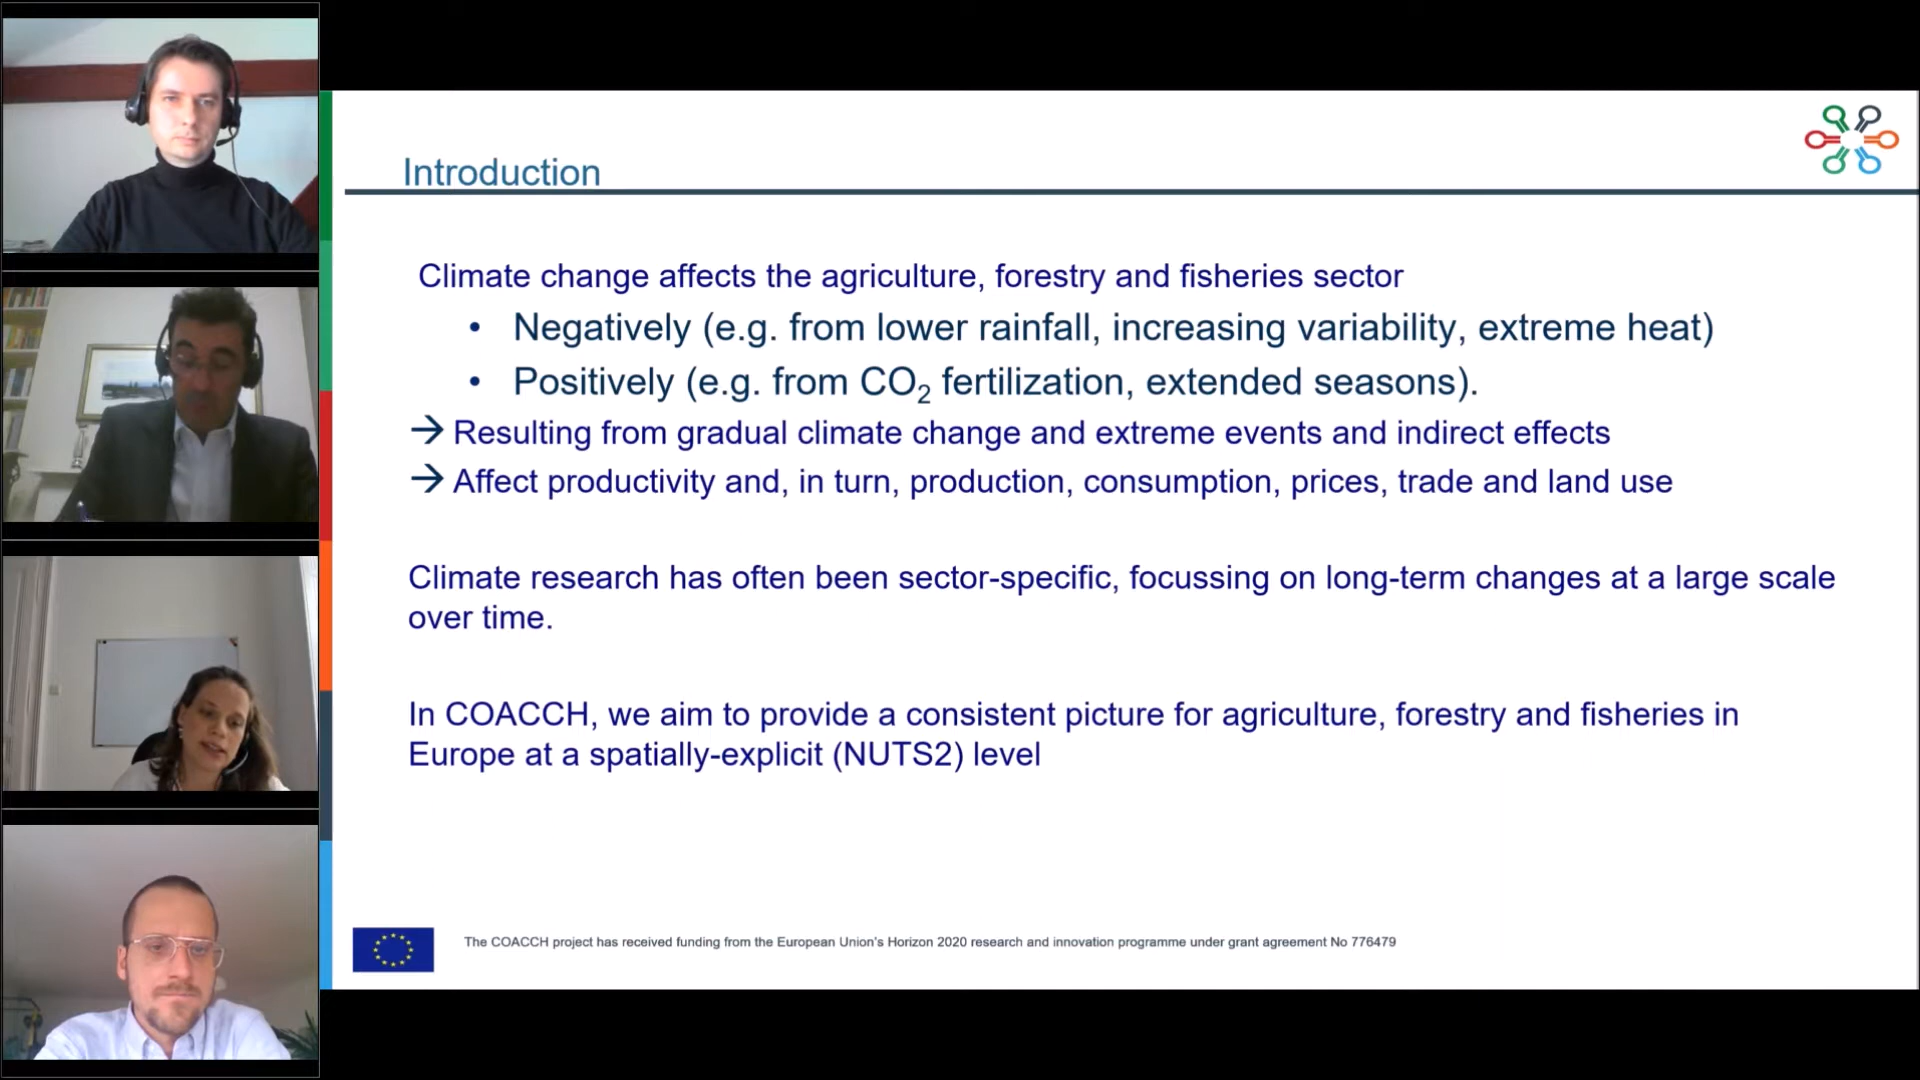 Introduction
Climate change affects the agriculture, forestry and fisheries sector
• Negatively (e.g. from lower rainfall, increasing variability, extreme heat)
• Positively (e.g. from CO₂ fertilization, extended seasons).
→ Resulting from gradual climate change and extreme events and indirect effects
→ Affect productivity and, in turn, production, consumption, prices, trade and land use
Climate research has often been sector-specific, focussing on long-term changes at a large scale
over time.
In COACCH, we aim to provide a consistent picture for agriculture, forestry and fisheries in
Europe at a spatially-explicit (NUTS2) level
The COACCH project has received funding from the European Union's Horizon 2020 research and innovation programme under grant agreement No 776479